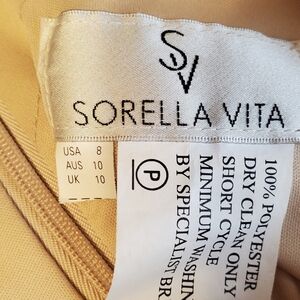 SV
SORELLA VITA
USA 8
AUS 10
UK 10
P
100% POLYESTER
DRY CLEAN ONLY
SHORT CYCLE
MINIMUM
BY SPECIALIST